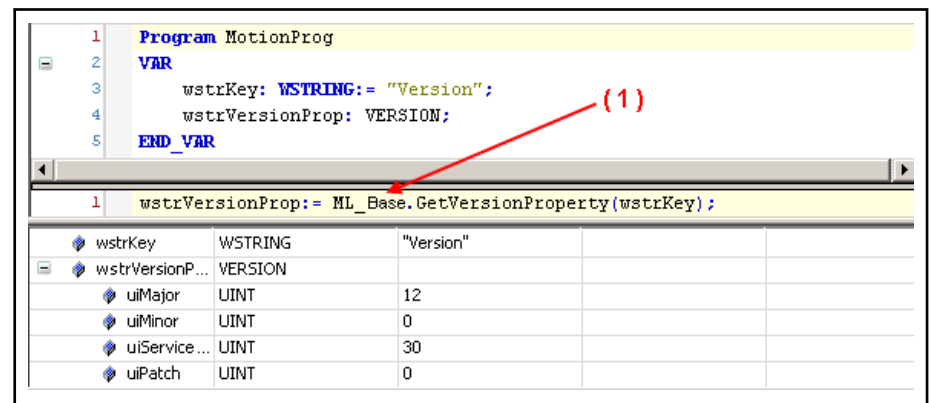 1 Program MotionProg
2 VAR
3 wstrKey: WSTRING:= "Version";
(1)
4 wstrVersionProp: VERSION;
5 END_VAR
1 wstrVersionProp:= ML_Base.GetVersionProperty(wstrKey);
wstrKey WSTRING "Version"
wstrVersionP... VERSION
uiMajor UINT 12
uiMinor UINT 0
uiService ... UINT 30
uiPatch UINT 0